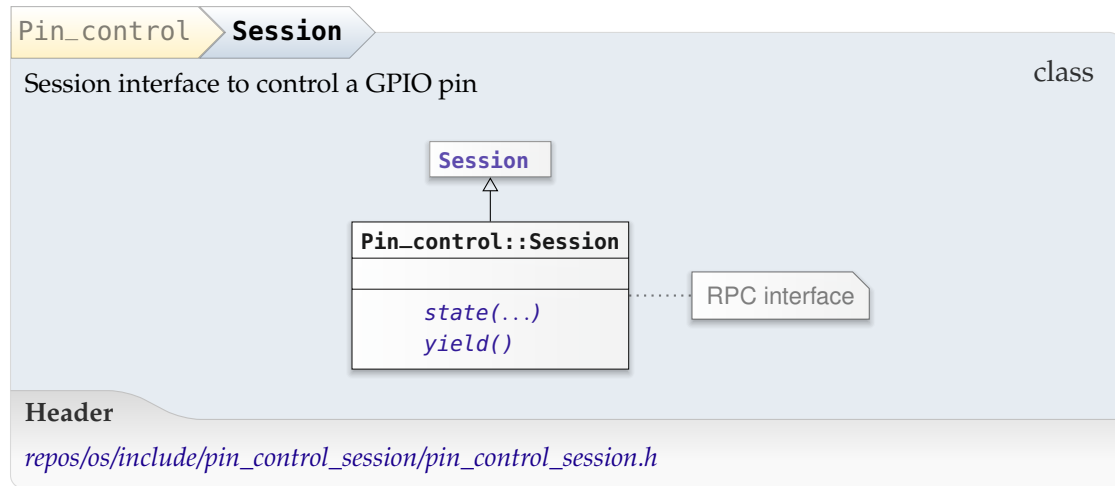 Pin_control Session
class
Session interface to control a GPIO pin
Session
Pin_control::Session
state(...)
RPC interface
yield()
Header
repos/os/include/pin_control_session/pin_control_session.h